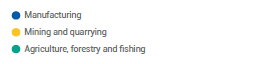 Manufacturing
Mining and quarrying
Agriculture, forestry and fishing